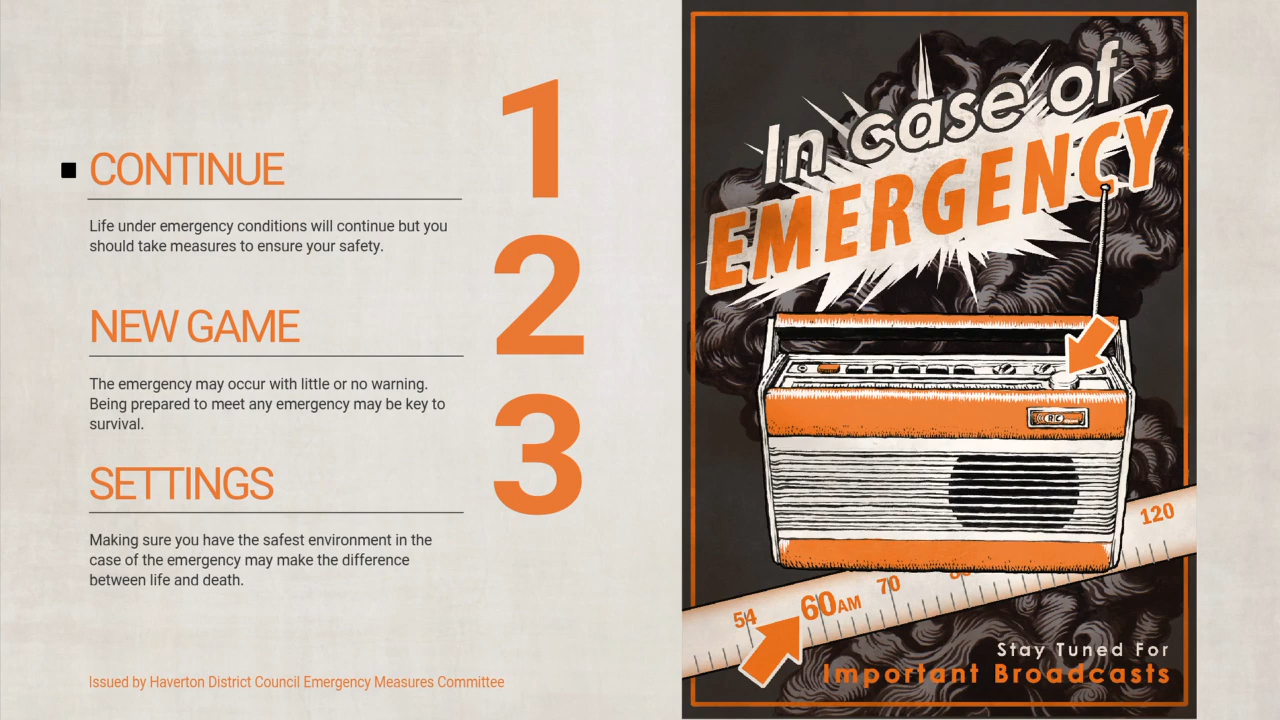 CONTINUE
1
Life under emergency conditions will continue but you
should take measures to ensure your safety.
NEW GAME
2
The emergency may occur with little or no warning.
Being prepared to meet any emergency may be key to
survival.
SETTINGS
3
Making sure you have the safest environment in the
case of the emergency may make the difference
between life and death.
Issued by Haverton District Council Emergency Measures Committee
In case of
EMERGENCY
54 60AM 70 120
Stay Tuned For
Important Broadcasts